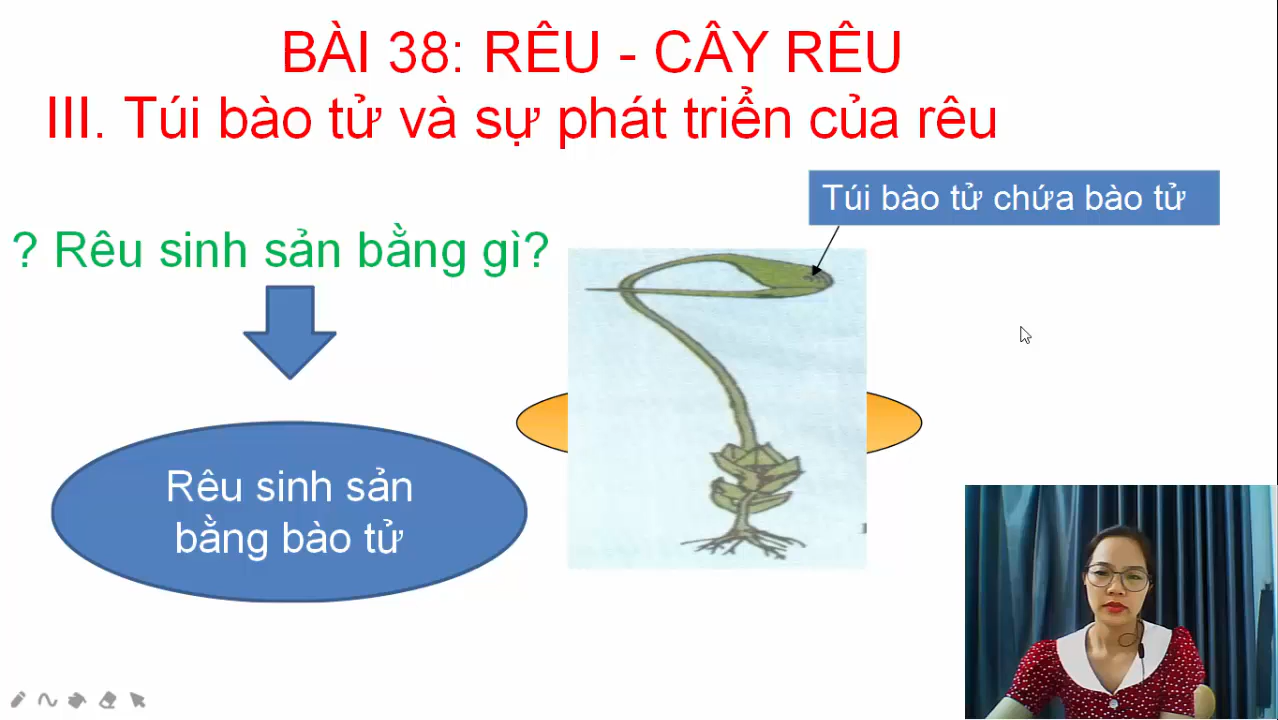 BÀI 38: RÊU - CÂY RÊU
III. Túi bào tử và sự phát triển của rêu
Túi bào tử chứa bào tử
? Rêu sinh sản bằng gì?
Rêu sinh sản
bằng bào tử